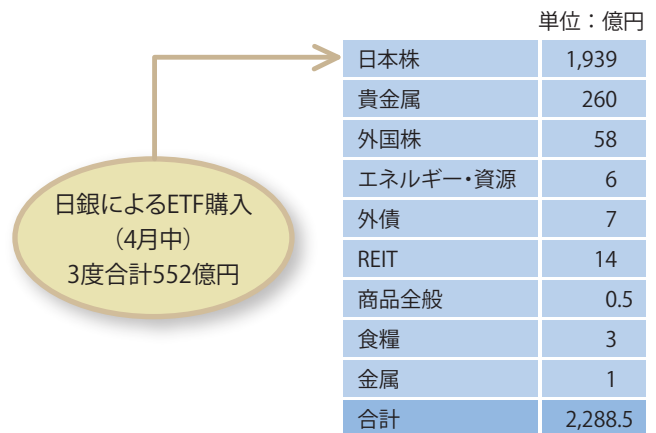 単位：億円
日本株 1,939
貴金属 260
外国株 58
エネルギー・資源 6
外債 7
REIT 14
商品全般 0.5
食糧 3
金属 1
合計 2,288.5
日銀によるETF購入
（4月中）
3度合計552億円